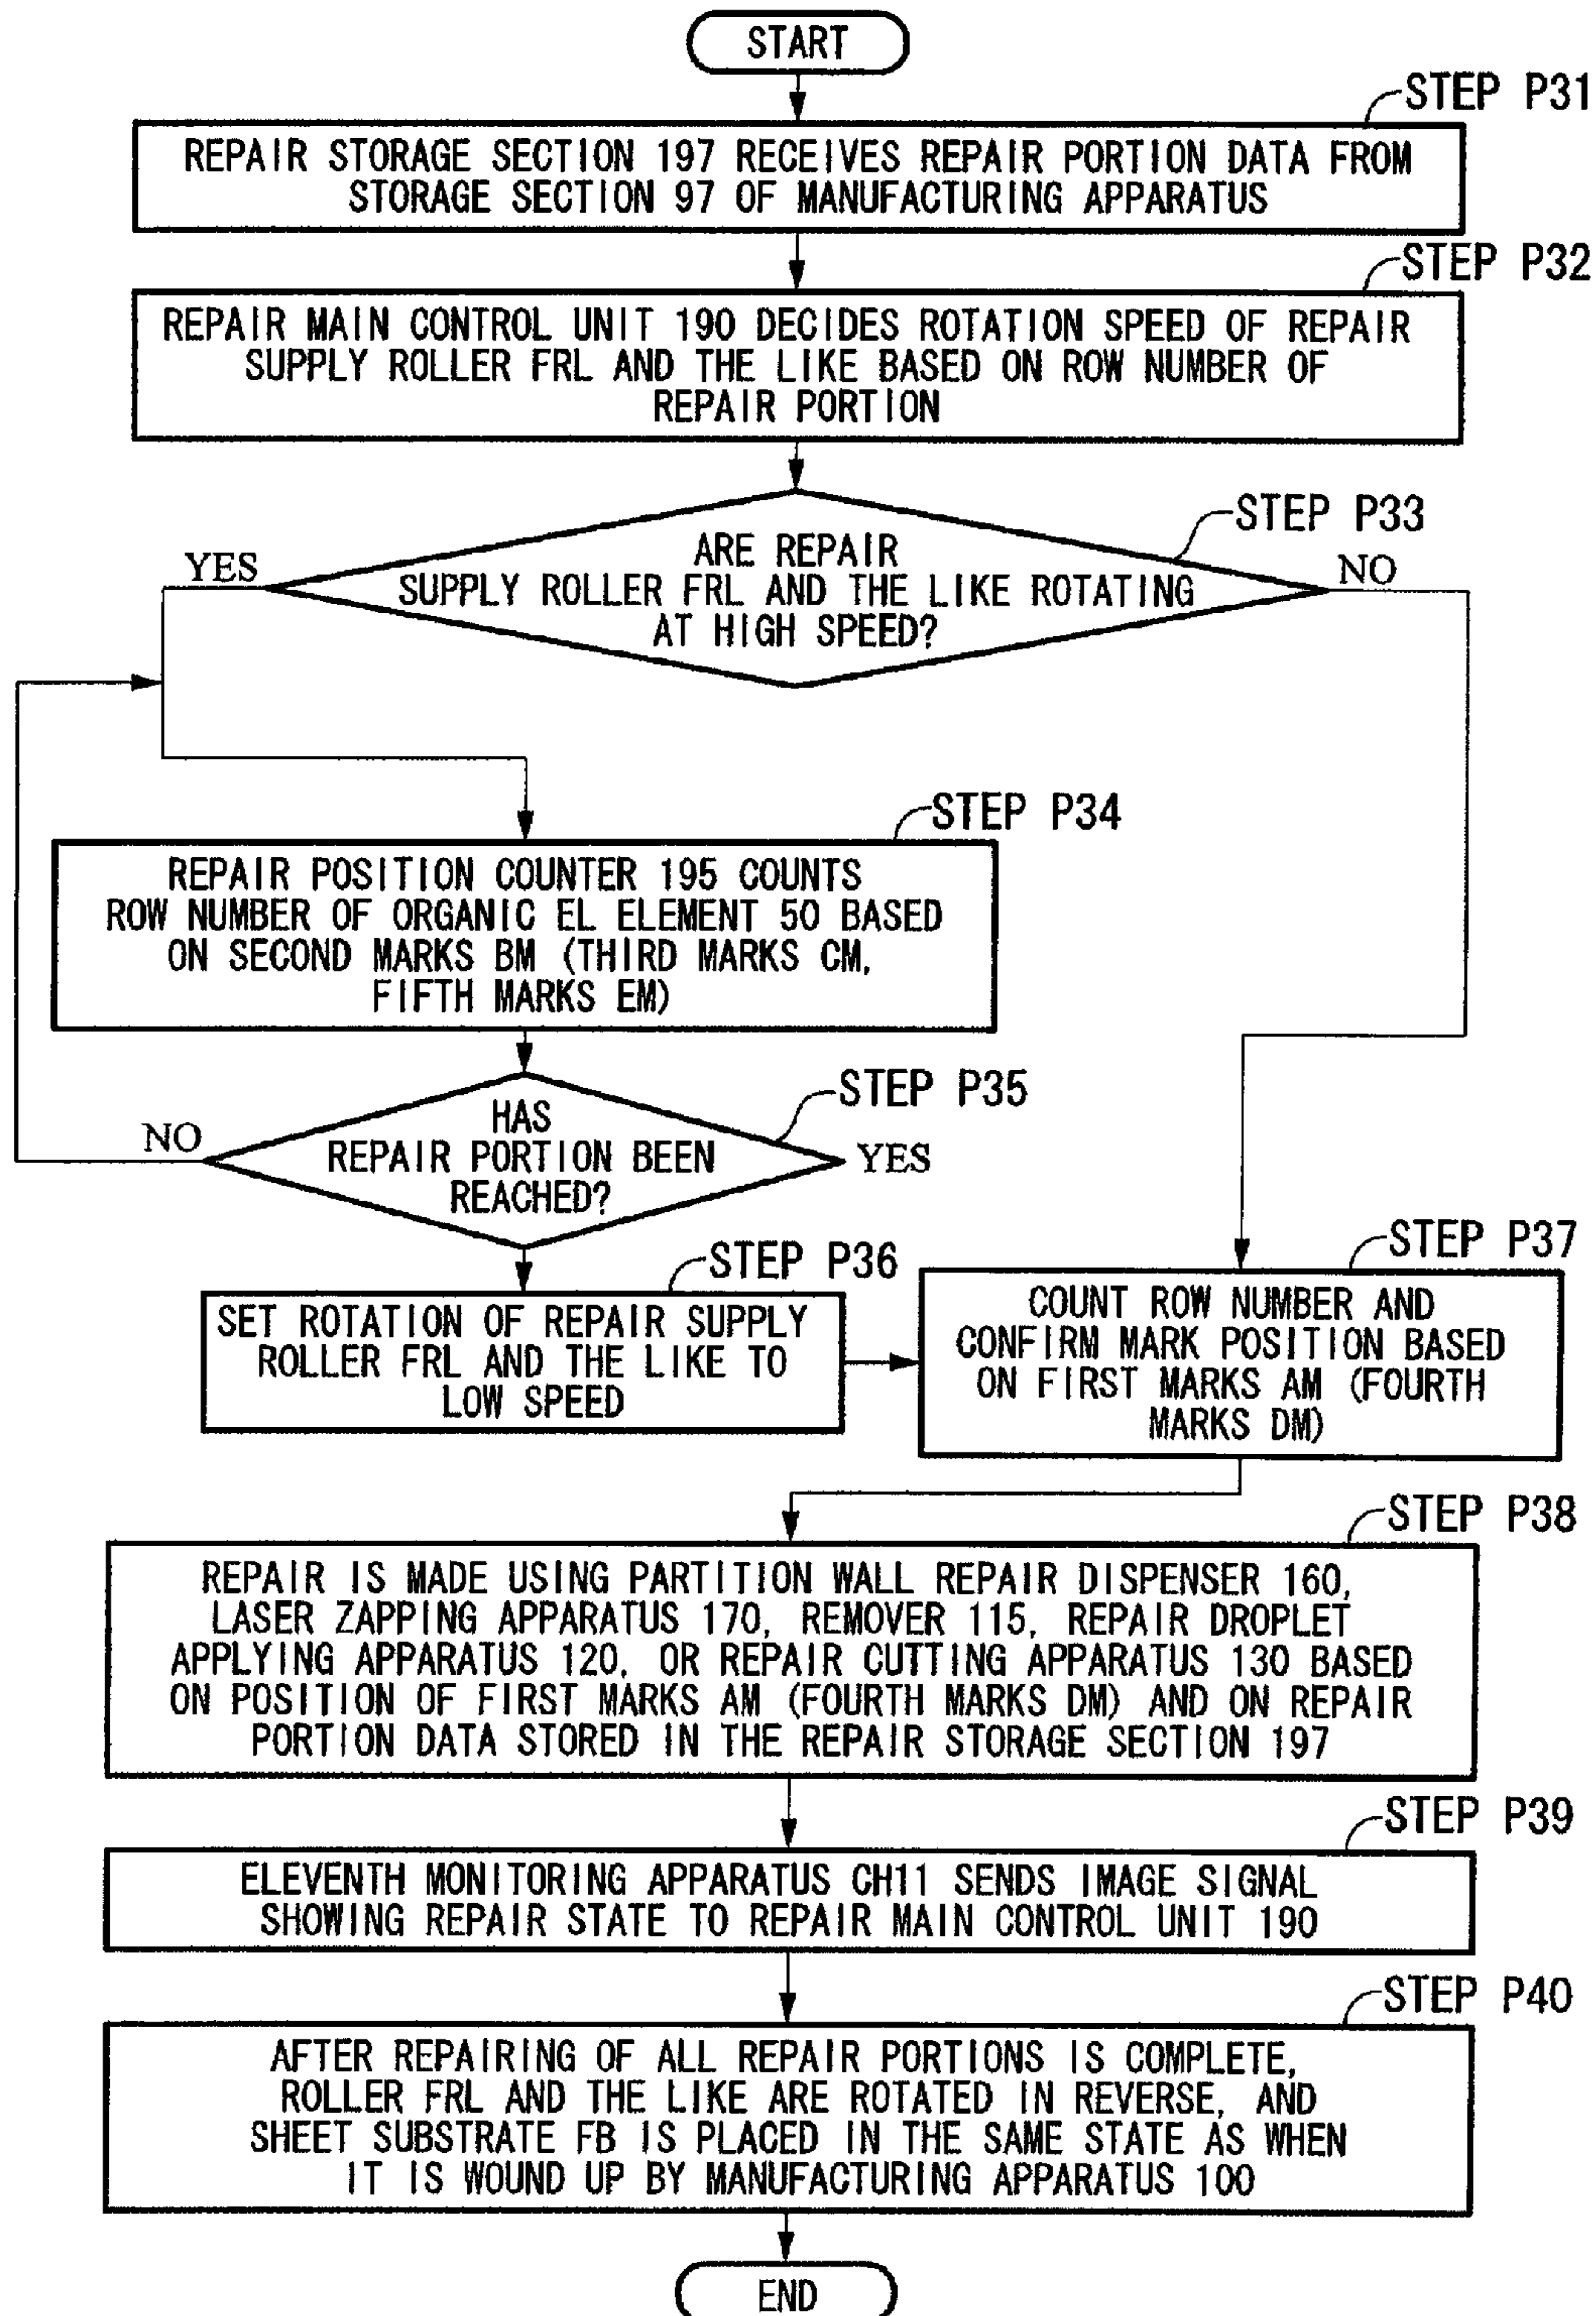 START
STEP P31
REPAIR STORAGE SECTION 197 RECEIVES REPAIR PORTION DATA FROM
STORAGE SECTION 97 OF MANUFACTURING APPARATUS
STEP P32
REPAIR MAIN CONTROL UNIT 190 DECIDES ROTATION SPEED OF REPAIR
SUPPLY ROLLER FRL AND THE LIKE BASED ON ROW NUMBER OF
REPAIR PORTION
STEP P33
ARE REPAIR
SUPPLY ROLLER FRL AND THE LIKE ROTATING
AT HIGH SPEED?
YES
NO
STEP P34
REPAIR POSITION COUNTER 195 COUNTS
ROW NUMBER OF ORGANIC EL ELEMENT 50 BASED
ON SECOND MARKS BM (THIRD MARKS CM,
FIFTH MARKS EM)
STEP P35
HAS
REPAIR PORTION BEEN
REACHED?
NO
YES
STEP P36
SET ROTATION OF REPAIR SUPPLY
ROLLER FRL AND THE LIKE TO
LOW SPEED
STEP P37
COUNT ROW NUMBER AND
CONFIRM MARK POSITION BASED
ON FIRST MARKS AM (FOURTH
MARKS DM)
STEP P38
REPAIR IS MADE USING PARTITION WALL REPAIR DISPENSER 160,
LASER ZAPPING APPARATUS 170, REMOVER 115, REPAIR DROPLET
APPLYING APPARATUS 120, OR REPAIR CUTTING APPARATUS 130 BASED
ON POSITION OF FIRST MARKS AM (FOURTH MARKS DM) AND ON REPAIR
PORTION DATA STORED IN THE REPAIR STORAGE SECTION 197
STEP P39
ELEVENTH MONITORING APPARATUS CH11 SENDS IMAGE SIGNAL
SHOWING REPAIR STATE TO REPAIR MAIN CONTROL UNIT 190
STEP P40
AFTER REPAIRING OF ALL REPAIR PORTIONS IS COMPLETE,
ROLLER FRL AND THE LIKE ARE ROTATED IN REVERSE, AND
SHEET SUBSTRATE FB IS PLACED IN THE SAME STATE AS WHEN
IT IS WOUND UP BY MANUFACTURING APPARATUS 100
END